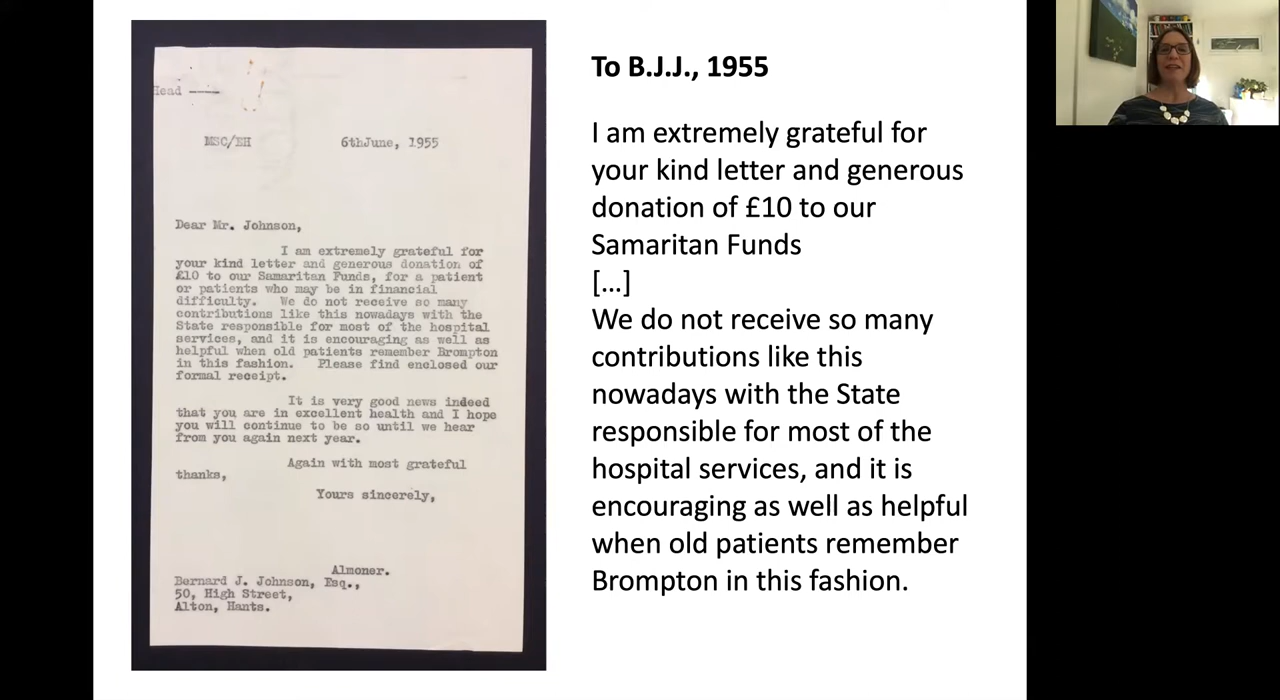 Head ——
MSC/EH 6thJune, 1955
Dear Mr. Johnson,
I am extremely grateful for
your kind letter and generous donation of
£10 to our Samaritan Funds, for a patient
or patients who may be in financial
difficulty. We do not receive so many
contributions like this nowadays with the
State responsible for most of the hospital
services, and it is encouraging as well as
helpful when old patients remember Brompton
in this fashion. Please find enclosed our
formal receipt.
It is very good news indeed
that you are in excellent health and I hope
you will continue to be so until we hear
from you again next year.
Again with most grateful
thanks,
Yours sincerely,
Almoner.
Bernard J. Johnson, Esq.,
50, High Street,
Alton, Hants.
To B.J.J., 1955
I am extremely grateful for
your kind letter and generous
donation of £10 to our
Samaritan Funds
[...]
We do not receive so many
contributions like this
nowadays with the State
responsible for most of the
hospital services, and it is
encouraging as well as helpful
when old patients remember
Brompton in this fashion.